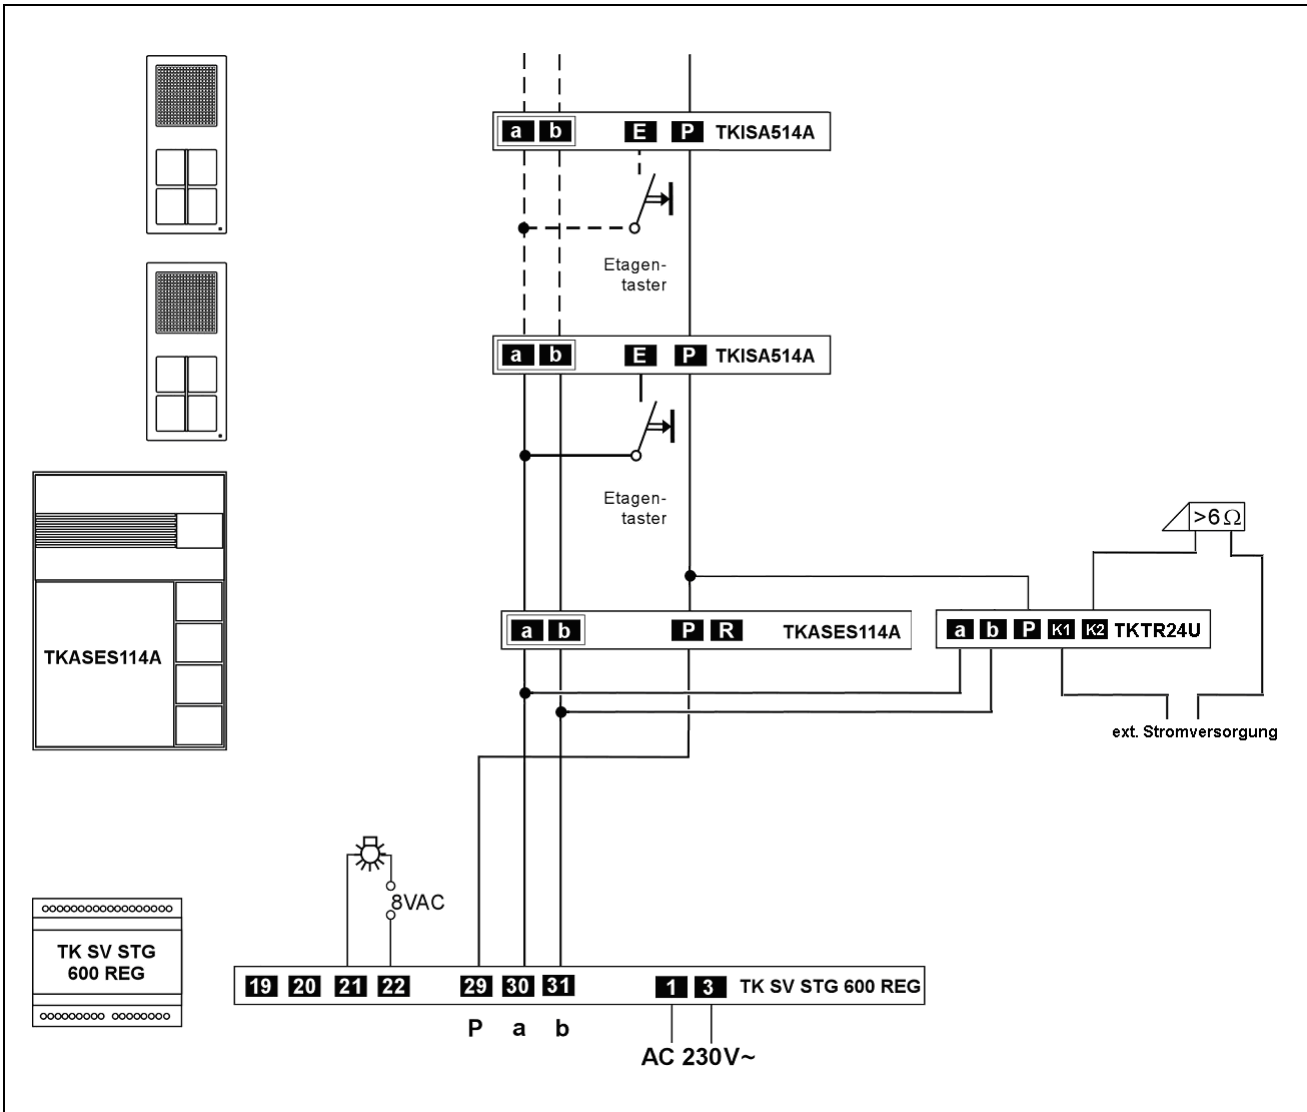 a b E P TKISA514A
Etagen-
taster
a b E P TKISA514A
Etagen-
taster
>6 Ω
TKASES114A
a b P R TKASES114A
a b P K1 K2 TKTR24U
ext. Stromversorgung
8VAC
TK SV STG
600 REG
19 20 21 22 29 30 31 1 3 TK SV STG 600 REG
P a b
AC 230V~